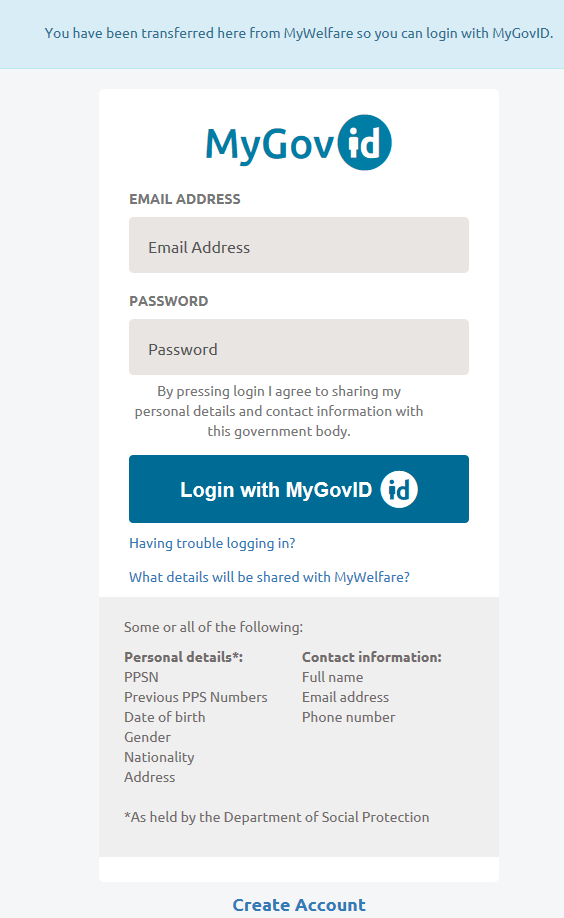 You have been transferred here from MyWelfare so you can login with MyGovID.
MyGovid
EMAIL ADDRESS
Email Address
PASSWORD
Password
By pressing login I agree to sharing my
personal details and contact information with
this government body.
Login with MyGovID id
Having trouble logging in?
What details will be shared with MyWelfare?
Some or all of the following:
Personal details*:
PPSN
Previous PPS Numbers
Date of birth
Gender
Nationality
Address
Contact information:
Full name
Email address
Phone number
*As held by the Department of Social Protection
Create Account